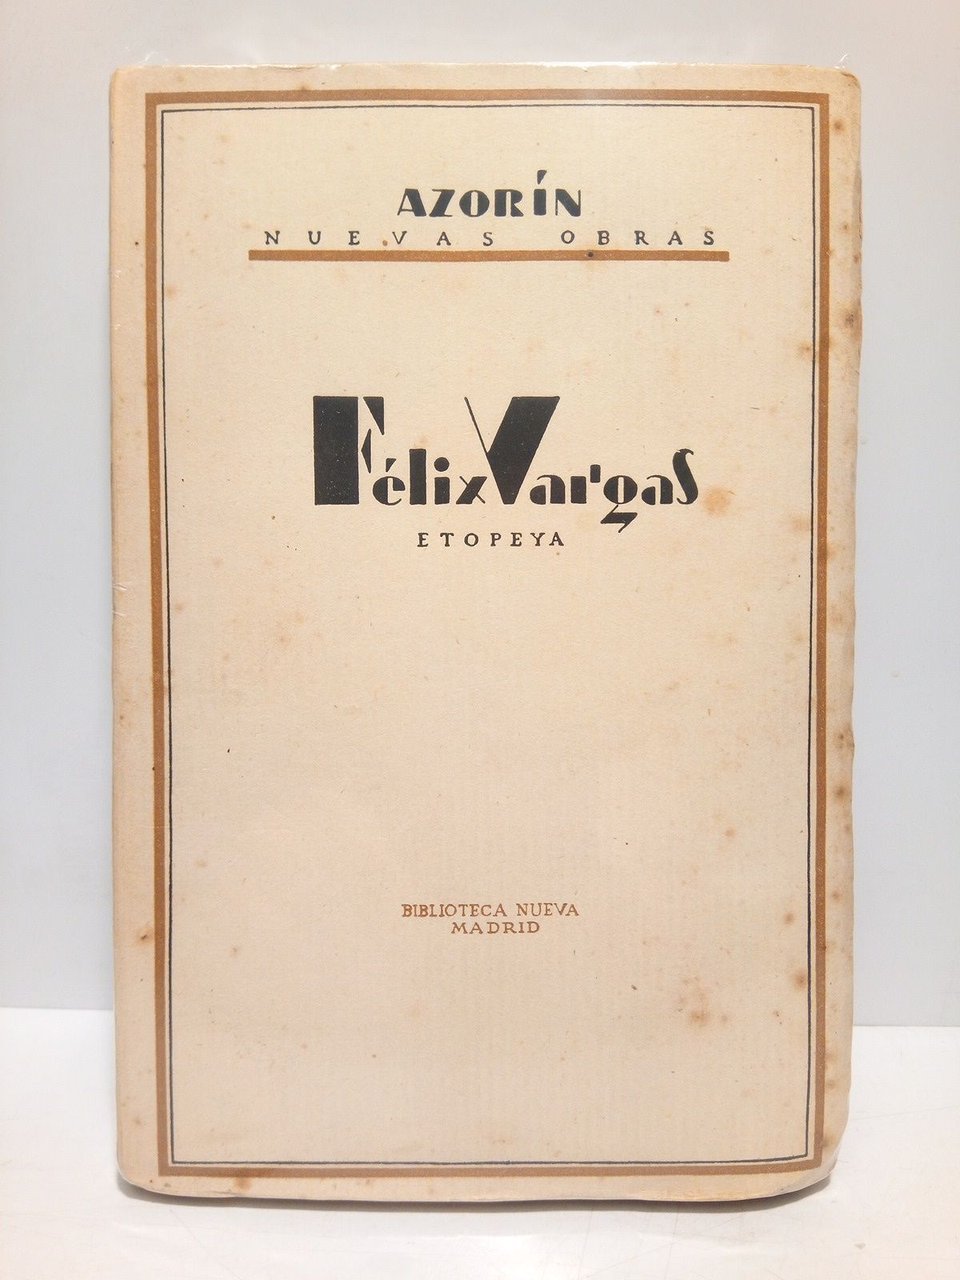 AZORÍN
NUEVAS OBRAS
Félix Vargas
ETOPEYA
BIBLIOTECA NUEVA
MADRID